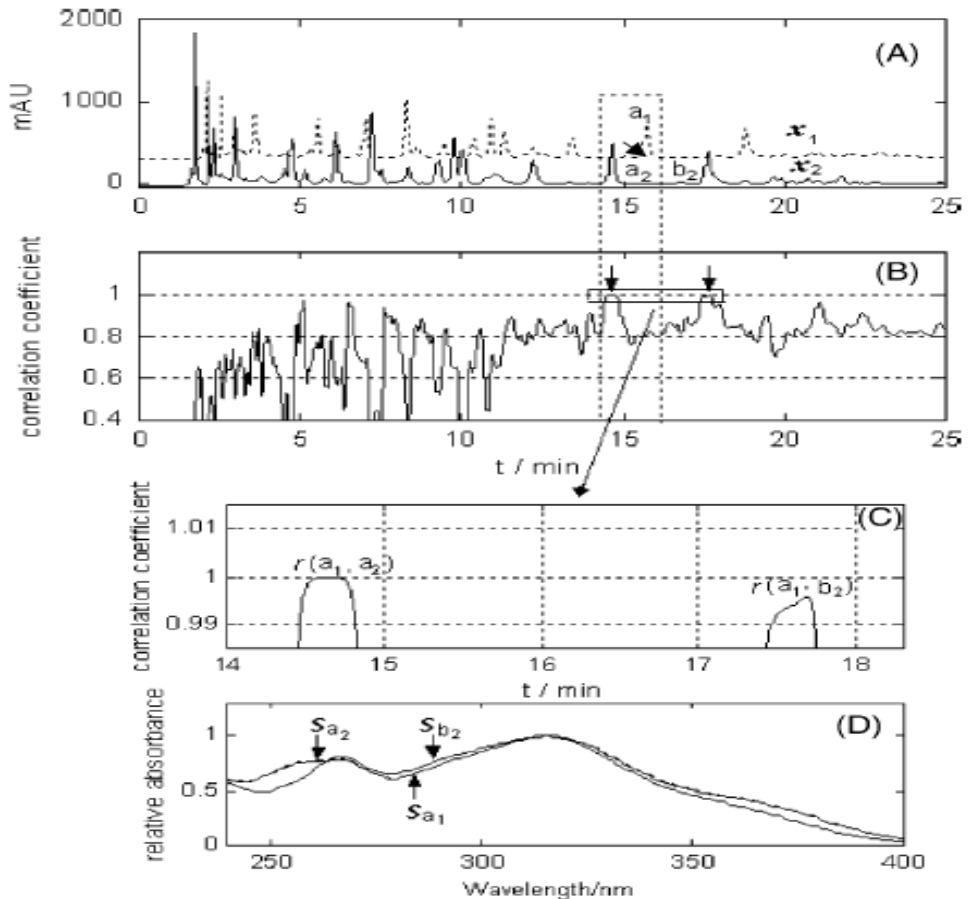 2000
(A)
mAU
1000
a1
x1
a2
b2
x2
0
0 5 10 15 20 25
(B)
correlation coefficient
1
0.8
0.6
0.4
0 5 10 15 20 25
t / min
(C)
correlation coefficient
1.01
r(a1, a2)
1
r(a1, b2)
0.99
14 15 16 17 18
t / min
(D)
relative absorbance
1
sa2
sb2
0.5
sa1
0
250 300 350 400
Wavelength/nm